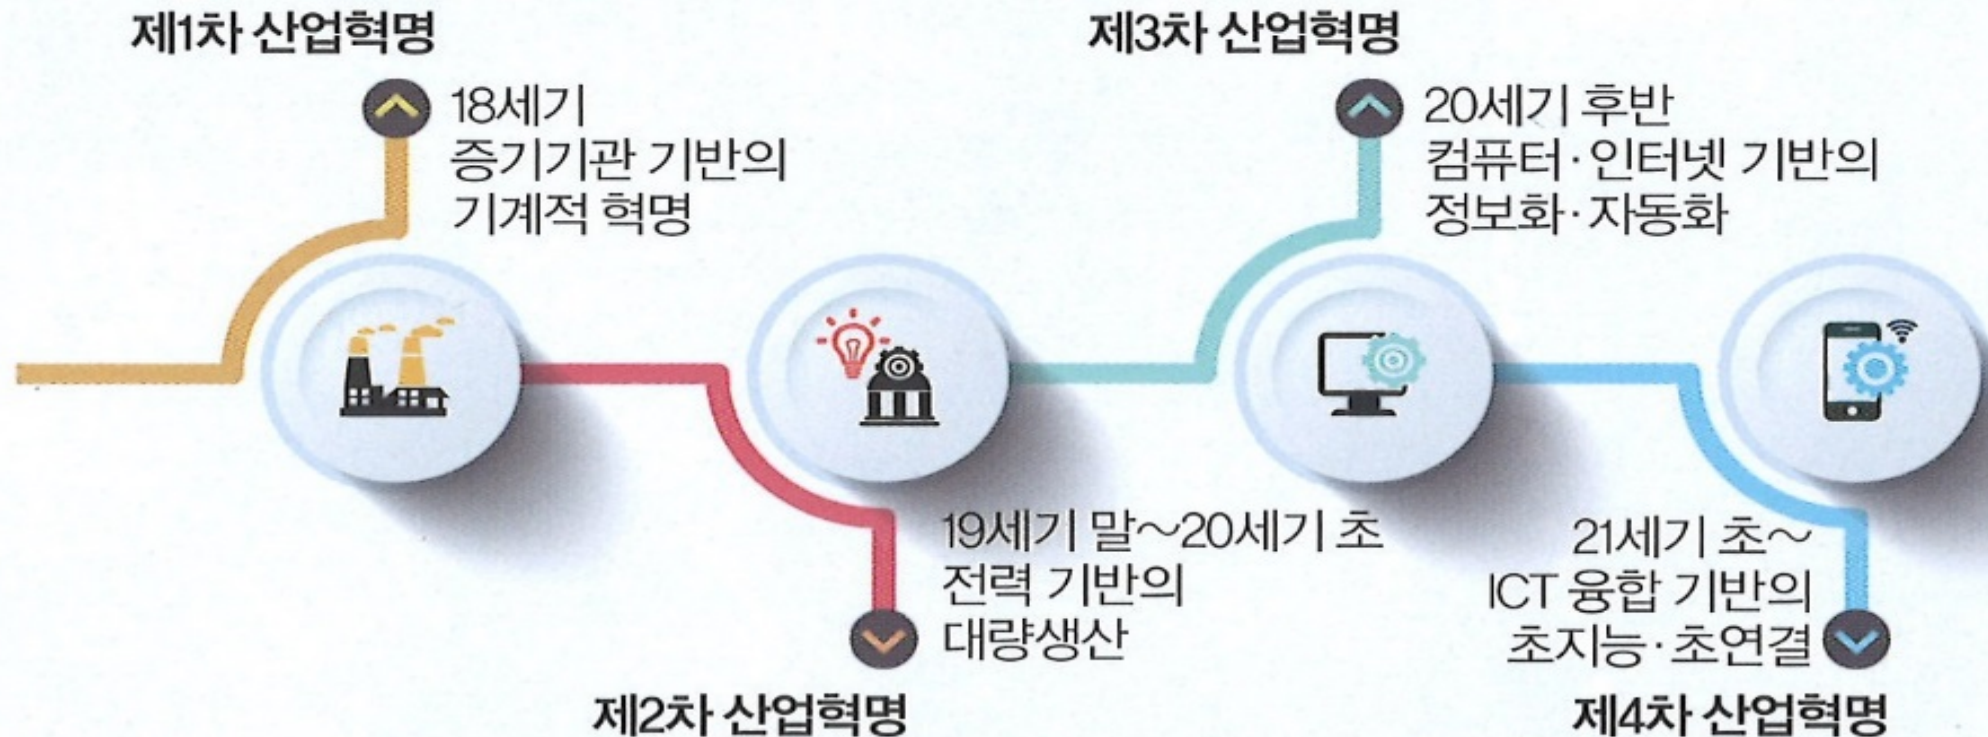 제1차 산업혁명
18세기
증기기관 기반의
기계적 혁명
19세기 말~20세기 초
전력 기반의
대량생산
제2차 산업혁명
제3차 산업혁명
20세기 후반
컴퓨터·인터넷 기반의
정보화·자동화
21세기 초~
ICT 융합 기반의
초지능·초연결
제4차 산업혁명